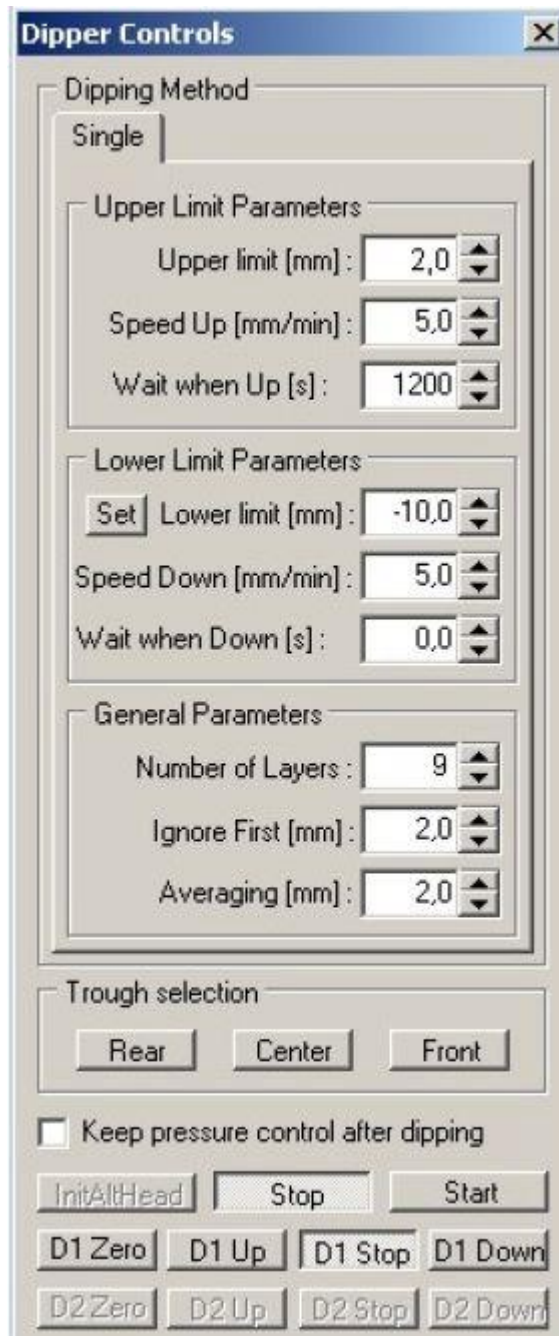 Dipper Controls
Dipping Method
Single
Upper Limit Parameters
Upper limit [mm] : 2,0
Speed Up [mm/min] : 5,0
Wait when Up [s] : 1200
Lower Limit Parameters
Set Lower limit [mm] : -10,0
Speed Down [mm/min] : 5,0
Wait when Down [s] : 0,0
General Parameters
Number of Layers : 9
Ignore First [mm] : 2,0
Averaging [mm] : 2,0
Trough selection
Rear Center Front
Keep pressure control after dipping
InitAltHead Stop Start
D1 Zero D1 Up D1 Stop D1 Down
D2 Zero D2 Up D2 Stop D2 Down